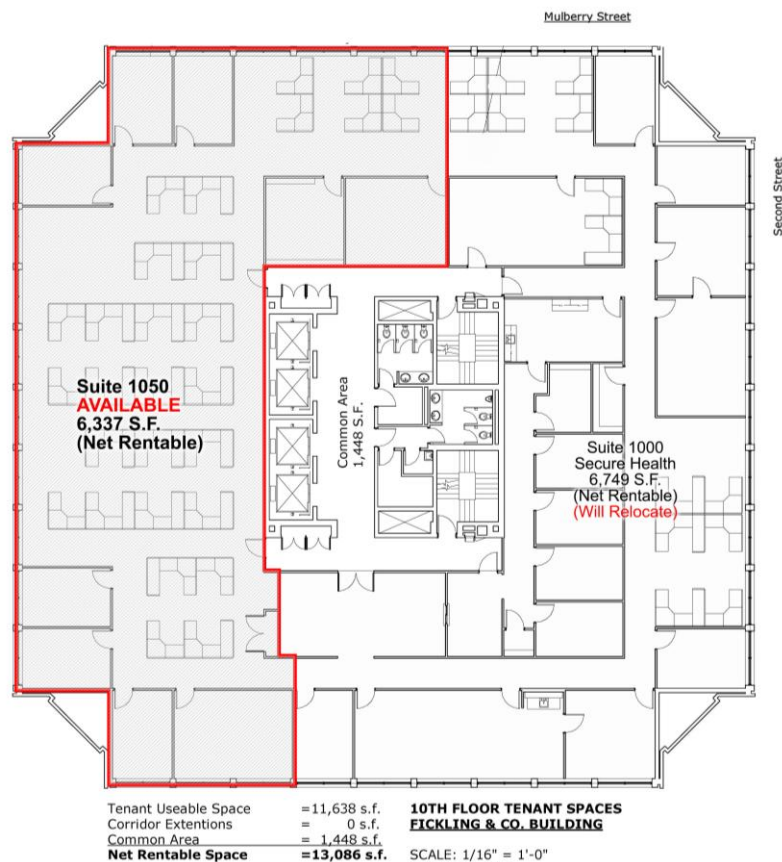 Mulberry Street
Second Street
Suite 1050
AVAILABLE
6,337 S.F.
(Net Rentable)
Common Area
1,448 S.F.
Suite 1000
Secure Health
6,749 S.F.
(Net Rentable)
(Will Relocate)
Tenant Useable Space =11,638 s.f.
Corridor Extentions = 0 s.f.
Common Area = 1,448 s.f.
Net Rentable Space =13,086 s.f.
10TH FLOOR TENANT SPACES
FICKLING & CO. BUILDING
SCALE: 1/16" = 1'-0"